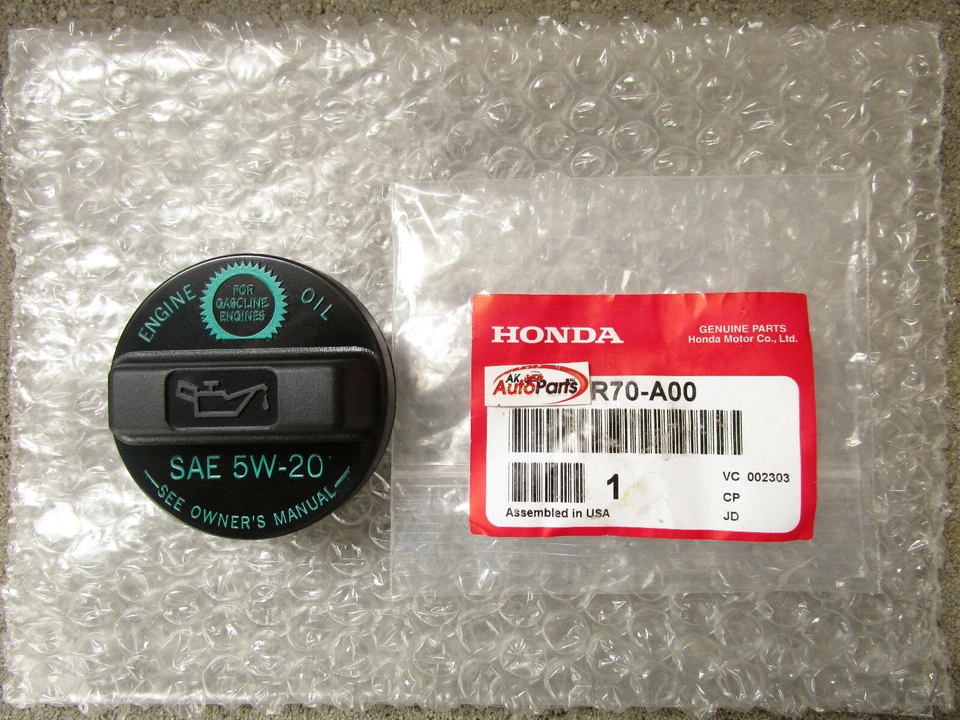 ENGINE OIL
FOR
GASOLINE
ENGINES
SAE 5W-20
SEE OWNER'S MANUAL
HONDA
GENUINE PARTS
Honda Motor Co., Ltd.
AK
AutoParts
R70-A00
1
VC 002303
CP
Assembled in USA
JD